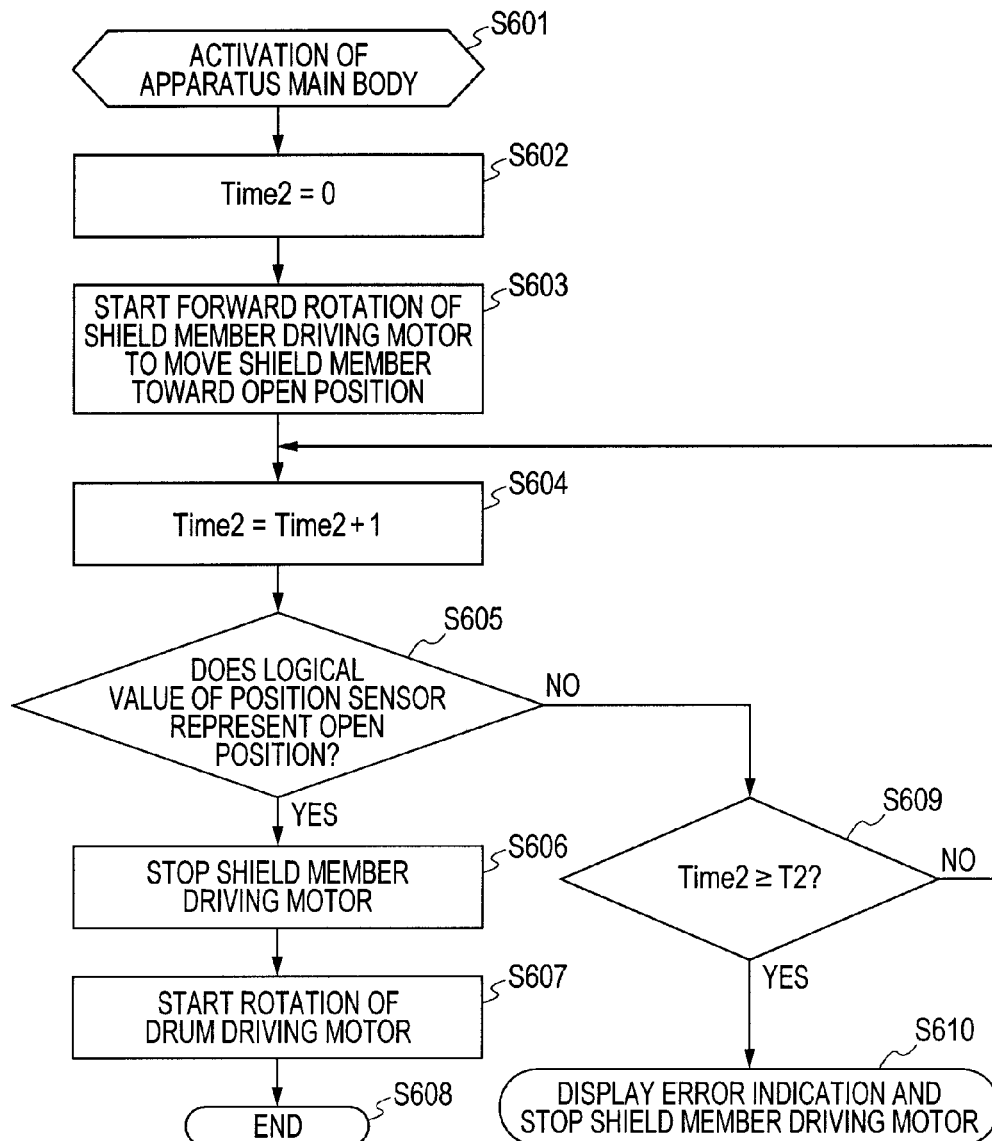 S601
ACTIVATION OF
APPARATUS MAIN BODY
S602
Time2 = 0
S603
START FORWARD ROTATION OF
SHIELD MEMBER DRIVING MOTOR
TO MOVE SHIELD MEMBER
TOWARD OPEN POSITION
S604
Time2 = Time2 + 1
S605
DOES LOGICAL
VALUE OF POSITION SENSOR
REPRESENT OPEN
POSITION?
NO
YES
S606
STOP SHIELD MEMBER
DRIVING MOTOR
S607
START ROTATION OF
DRUM DRIVING MOTOR
S608
END
S609
Time2 ≥ T2?
NO
YES
S610
DISPLAY ERROR INDICATION AND
STOP SHIELD MEMBER DRIVING MOTOR